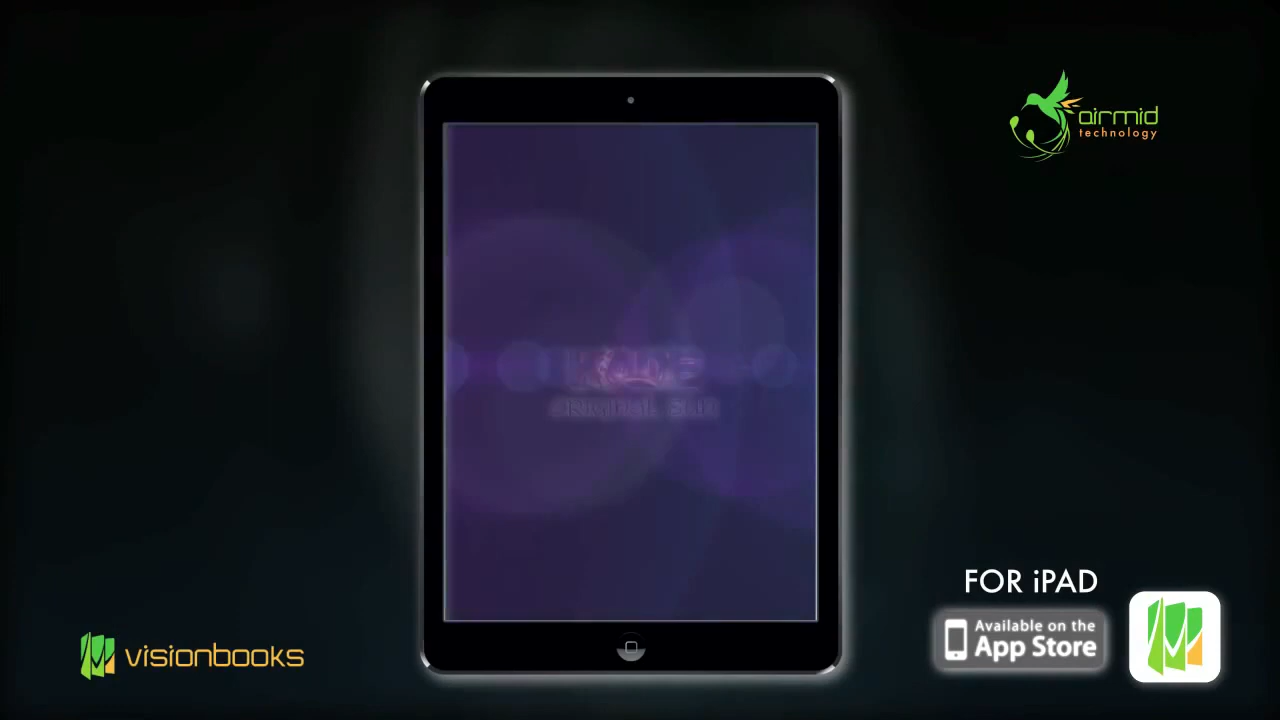 airmid
technology
FOR iPAD
Available on the
App Store
visionbooks